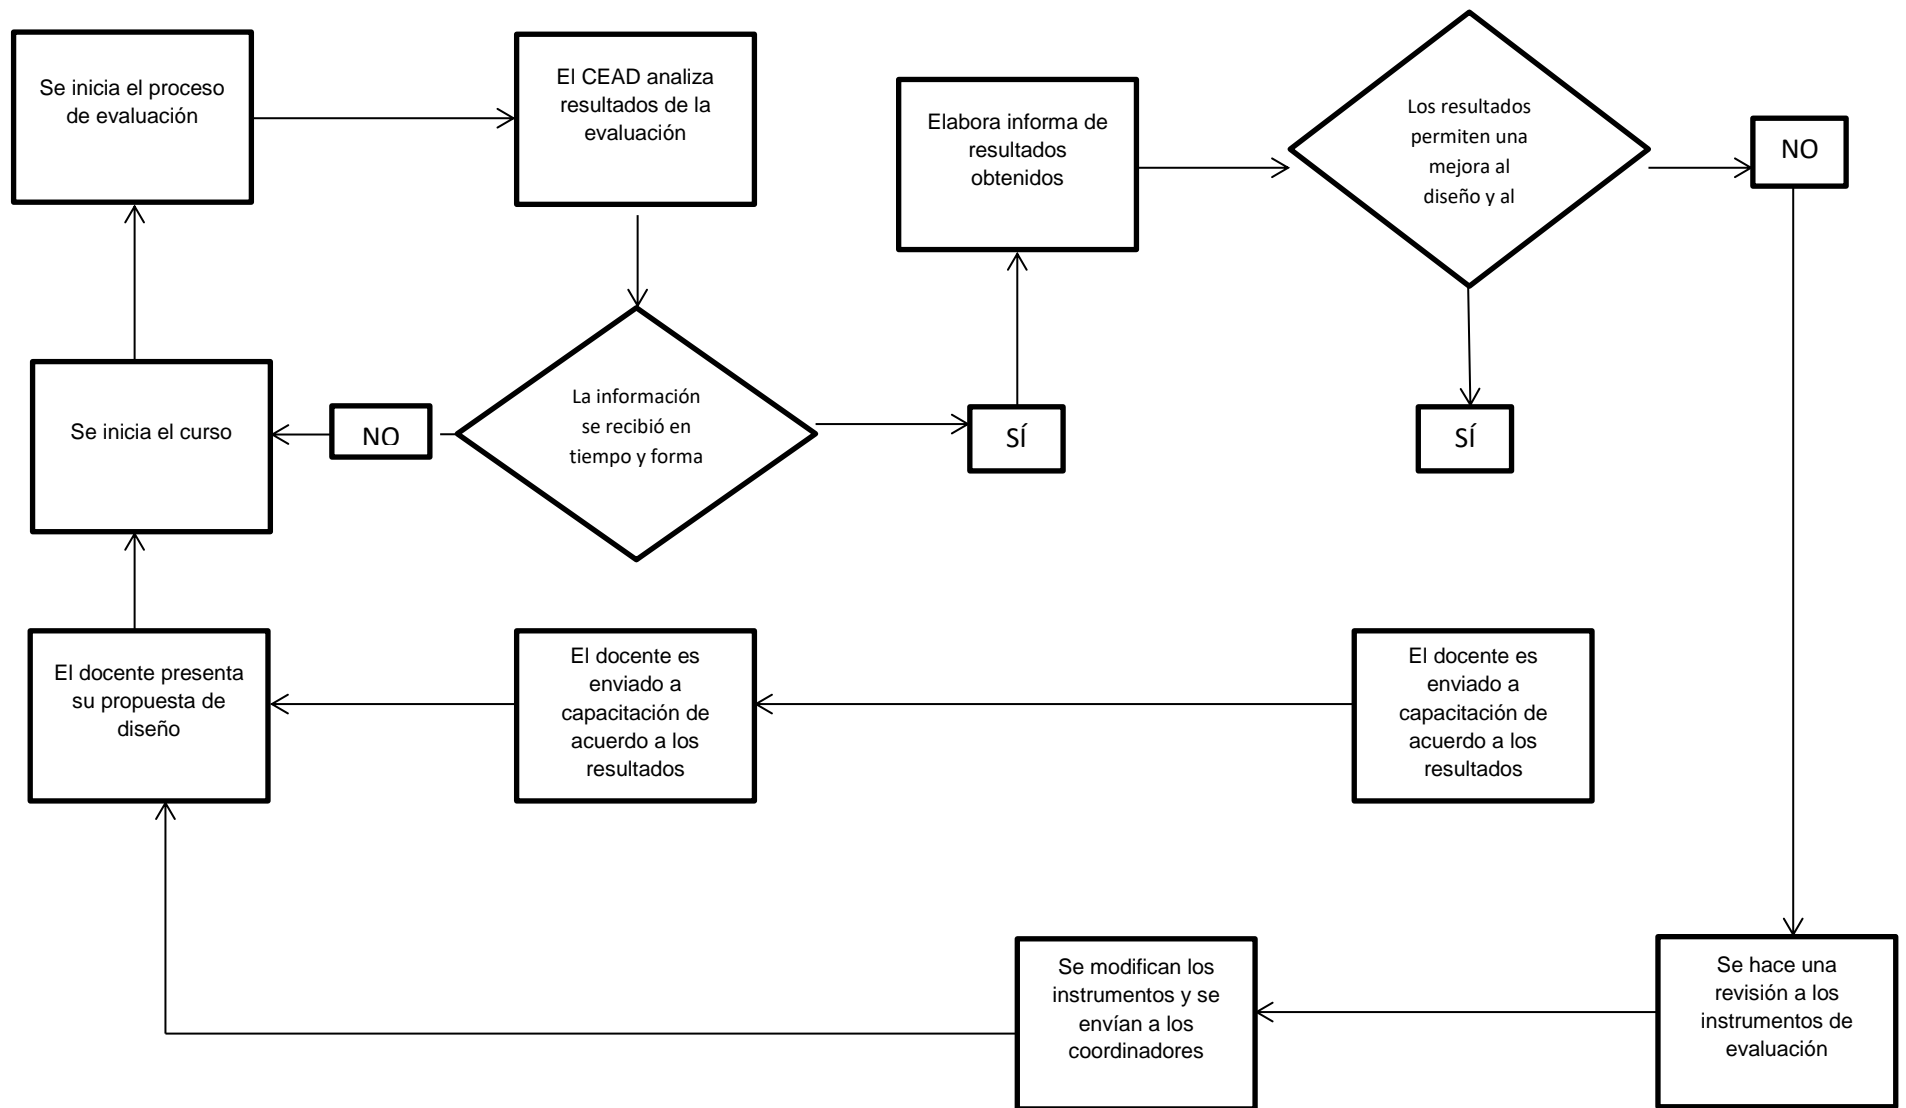 Se inicia el proceso
de evaluación
El CEAD analiza
resultados de la
evaluación
Elabora informa de
resultados
obtenidos
Los resultados
permiten una
mejora al
diseño y al
NO
Se inicia el curso
NO
La información
se recibió en
tiempo y forma
SÍ
SÍ
El docente presenta
su propuesta de
diseño
El docente es
enviado a
capacitación de
acuerdo a los
resultados
El docente es
enviado a
capacitación de
acuerdo a los
resultados
Se modifican los
instrumentos y se
envían a los
coordinadores
Se hace una
revisión a los
instrumentos de
evaluación